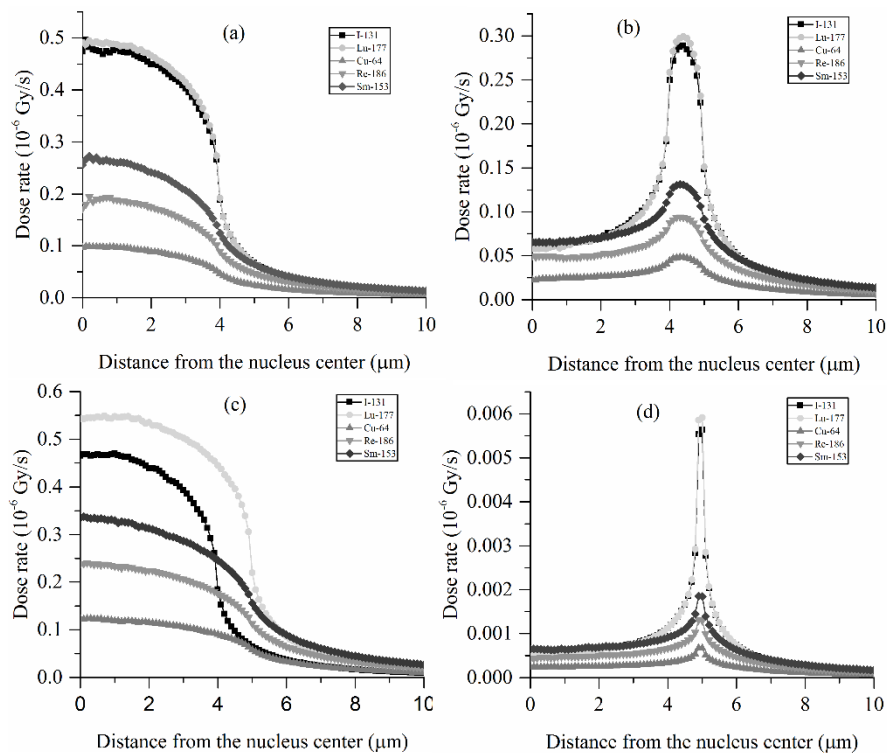 (a)
I-131
Lu-177
Cu-64
Re-186
Sm-153
Dose rate (10⁻⁶ Gy/s)
0.5
0.4
0.3
0.2
0.1
0.0
0 2 4 6 8 10
Distance from the nucleus center (μm)
(b)
I-131
Lu-177
Cu-64
Re-186
Sm-153
Dose rate (10⁻⁶ Gy/s)
0.30
0.25
0.20
0.15
0.10
0.05
0.00
0 2 4 6 8 10
Distance from the nucleus center (μm)
(c)
I-131
Lu-177
Cu-64
Re-186
Sm-153
Dose rate (10⁻⁶ Gy/s)
0.6
0.5
0.4
0.3
0.2
0.1
0.0
0 2 4 6 8 10
Distance from the nucleus center (μm)
(d)
I-131
Lu-177
Cu-64
Re-186
Sm-153
Dose rate (10⁻⁶ Gy/s)
0.006
0.005
0.004
0.003
0.002
0.001
0.000
0 2 4 6 8 10
Distance from the nucleus center (μm)